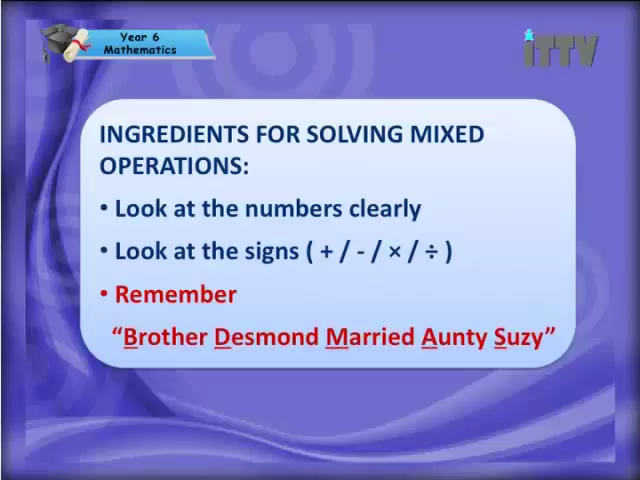 Year 6
Mathematics
iTTV
INGREDIENTS FOR SOLVING MIXED
OPERATIONS:
• Look at the numbers clearly
• Look at the signs ( + / - / × / ÷ )
• Remember
“Brother Desmond Married Aunty Suzy”